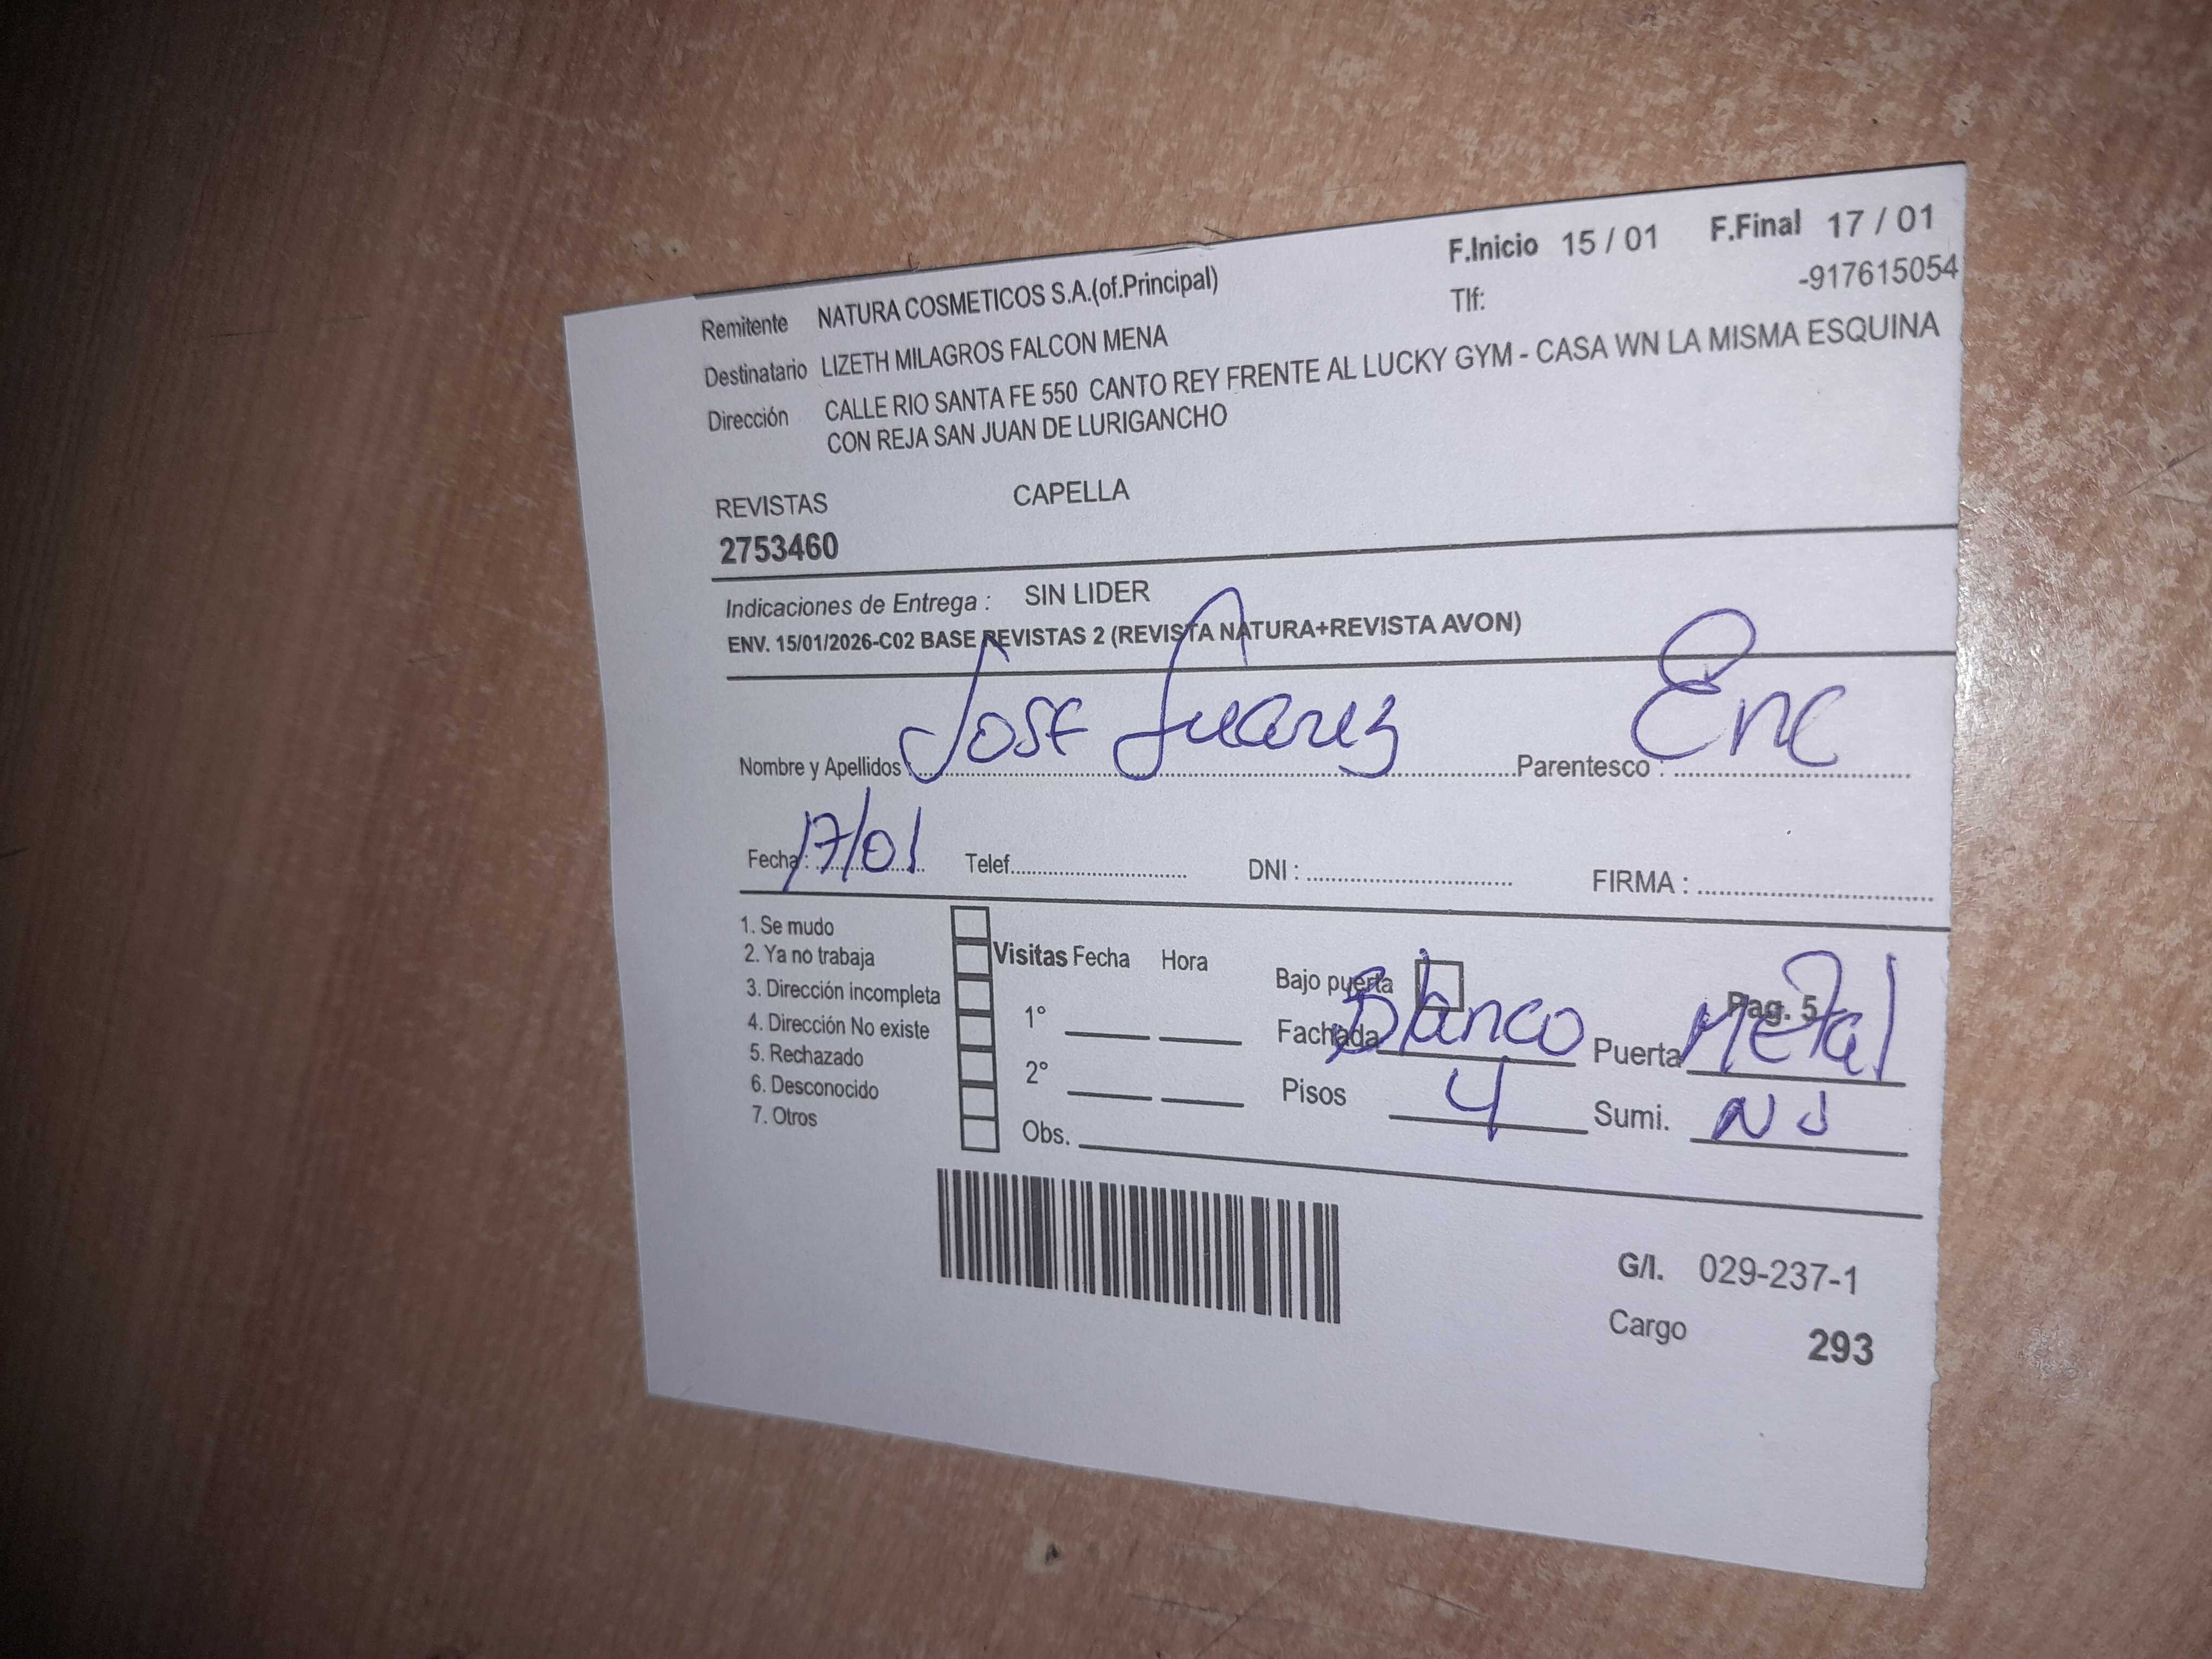 F.Inicio 15 / 01 F.Final 17 / 01
Remitente NATURA COSMETICOS S.A.(of.Principal) Tlf: -917615054
Destinatario LIZETH MILAGROS FALCON MENA
Dirección CALLE RIO SANTA FE 550 CANTO REY FRENTE AL LUCKY GYM - CASA WN LA MISMA ESQUINA
CON REJA SAN JUAN DE LURIGANCHO
REVISTAS CAPELLA
2753460
Indicaciones de Entrega : SIN LIDER
ENV. 15/01/2026-C02 BASE REVISTAS 2 (REVISTA NATURA+REVISTA AVON)
Nombre y Apellidos José Juarez Parentesco : Enc
Fecha : 17/01 Telef. DNI : FIRMA :
1. Se mudo
2. Ya no trabaja
3. Dirección incompleta
4. Dirección No existe
5. Rechazado
6. Desconocido
7. Otros
Visitas Fecha Hora
1°
2°
Obs.
Bajo puerta Pag. 5
Fachada Blanco Puerta Metal
Pisos 4 Sumi.
G/I. 029-237-1
Cargo 293